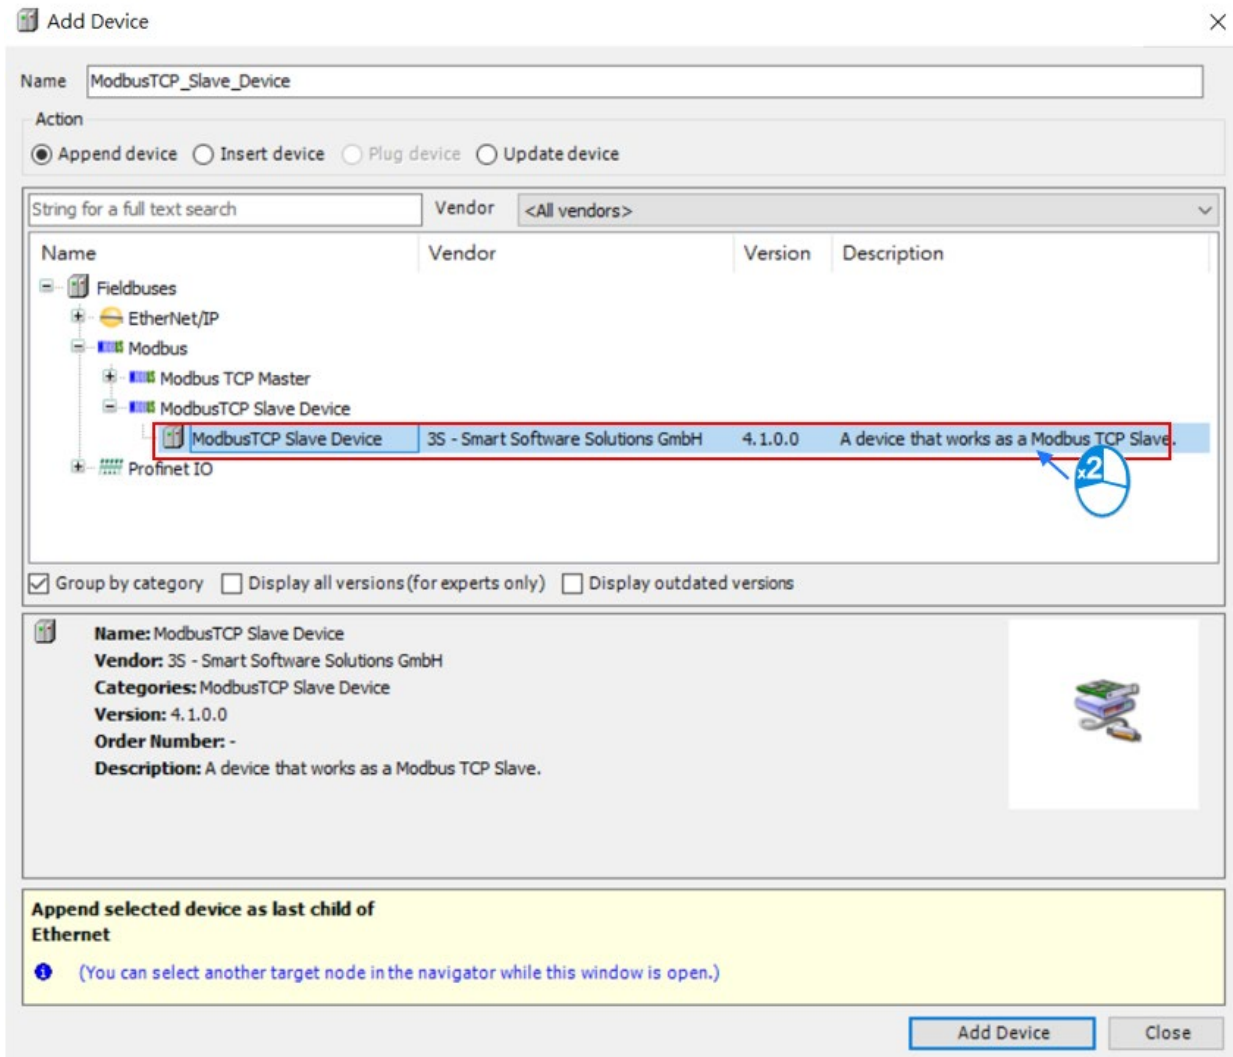 Add Device
Name ModbusTCP_Slave_Device
Action
Append device Insert device Plug device Update device
String for a full text search Vendor <All vendors>
Name Vendor Version Description
Fieldbuses
EtherNet/IP
Modbus
Modbus TCP Master
ModbusTCP Slave Device
ModbusTCP Slave Device 3S - Smart Software Solutions GmbH 4.1.0.0 A device that works as a Modbus TCP Slave.
x2
Profinet IO
Group by category Display all versions (for experts only) Display outdated versions
Name: ModbusTCP Slave Device
Vendor: 3S - Smart Software Solutions GmbH
Categories: ModbusTCP Slave Device
Version: 4.1.0.0
Order Number: -
Description: A device that works as a Modbus TCP Slave.
Append selected device as last child of
Ethernet
(You can select another target node in the navigator while this window is open.)
Add Device Close